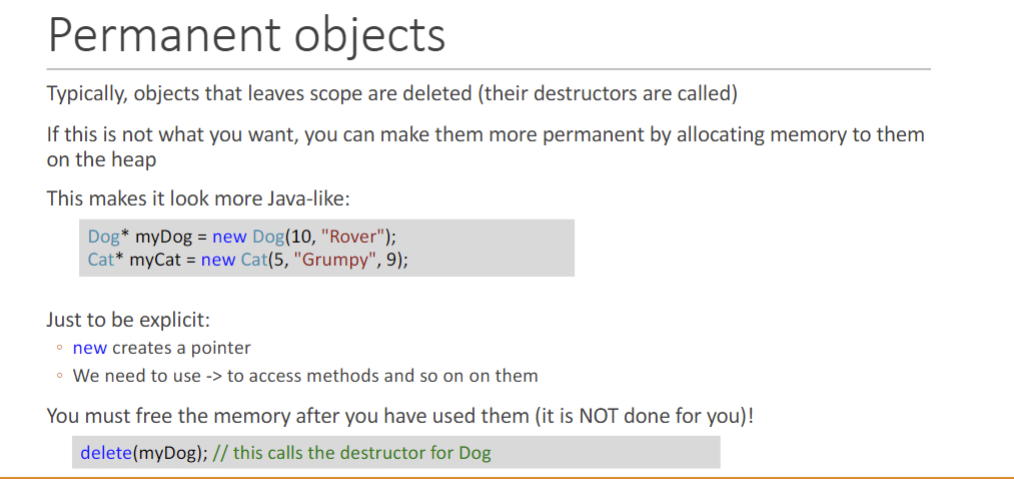 Permanent objects
Typically, objects that leaves scope are deleted (their destructors are called)
If this is not what you want, you can make them more permanent by allocating memory to them
on the heap
This makes it look more Java-like:
Dog* myDog = new Dog(10, "Rover");
Cat* myCat = new Cat(5, "Grumpy", 9);
Just to be explicit:
◦ new creates a pointer
◦ We need to use -> to access methods and so on on them
You must free the memory after you have used them (it is NOT done for you)!
delete(myDog); // this calls the destructor for Dog